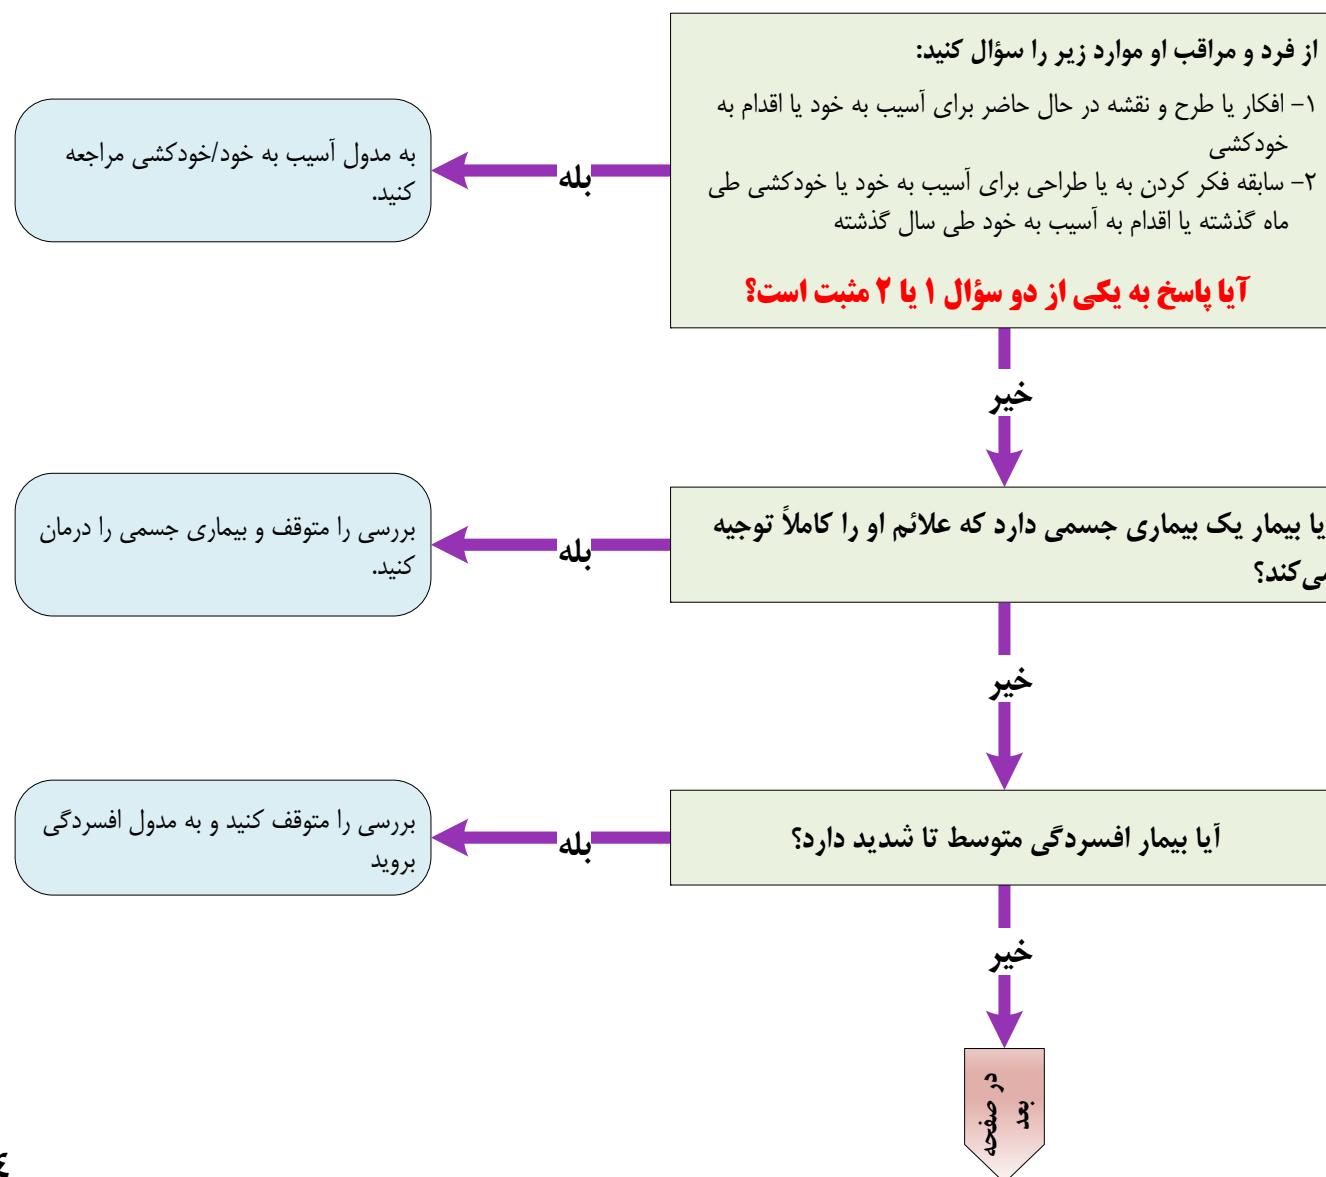 از فرد و مراقب او موارد زیر را سؤال کنید:
۱- افکار یا طرح و نقشه در حال حاضر برای آسیب به خود یا اقدام به
خودکشی
۲- سابقه فکر کردن به یا طراحی برای آسیب به خود یا خودکشی طی
ماه گذشته یا اقدام به آسیب به خود طی سال گذشته
آیا پاسخ به یکی از دو سؤال ۱ یا ۲ مثبت است؟
بله
به مدول آسیب به خود/خودکشی مراجعه
کنید.
خیر
یا بیمار یک بیماری جسمی دارد که علائم او را کاملاً توجیه
می‌کند؟
بله
بررسی را متوقف و بیماری جسمی را درمان
کنید.
خیر
آیا بیمار افسردگی متوسط تا شدید دارد؟
بله
بررسی را متوقف کنید و به مدول افسردگی
بروید
خیر
در صفحه
بعد